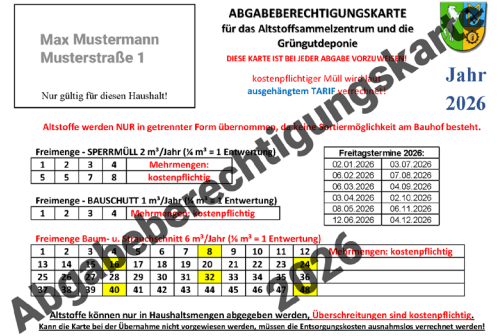 ABGABEBERECHTIGUNGSKARTE
für das Altstoffsammelzentrum und die
Grüngutdeponie
Max Mustermann
Musterstraße 1
Nur gültig für diesen Haushalt!
DIESE KARTE IST BEI JEDER ABGABE VORZUWEISEN!
kostenpflichtiger Müll wird laut
ausgehängtem TARIF verrechnet!
Jahr
2026
Altstoffe werden NUR in getrennter Form übernommen, da keine Sortiermöglichkeit am Bauhof besteht.
Freimenge - SPERRMÜLL 2 m³/Jahr (¼ m³ = 1 Entwertung)
1 2 3 4 Mehrmengen:
5 5 7 8 kostenpflichtig
Freimenge - BAUSCHUTT 1 m³/Jahr (¼ m³ = 1 Entwertung)
1 2 3 4 Mehrmengen: kostenpflichtig
Freitagstermine 2026:
02.01.2026 03.07.2026
06.02.2026 07.08.2026
06.03.2026 04.09.2026
03.04.2026 02.10.2026
08.05.2026 06.11.2026
12.06.2026 04.12.2026
Freimenge Baum- u. Strauchschnitt 6 m³/Jahr (⅛ m³ = 1 Entwertung)
1 2 3 4 5 6 7 8 9 10 11 12 Mehrmengen: kostenpflichtig
13 14 15 16 17 18 19 20 21 22 23 24
25 26 27 28 29 30 31 32 33 34 35 36
37 38 39 40 41 42 43 44 45 46 47 48
Altstoffe können nur in Haushaltsmengen abgegeben werden, Überschreitungen sind kostenpflichtig.
Kann die Karte bei der Übernahme nicht vorgewiesen werden, müssen die Entsorgungskosten ausnahmslos verrechnet werden!
Abgabeberechtigungskarte
2026